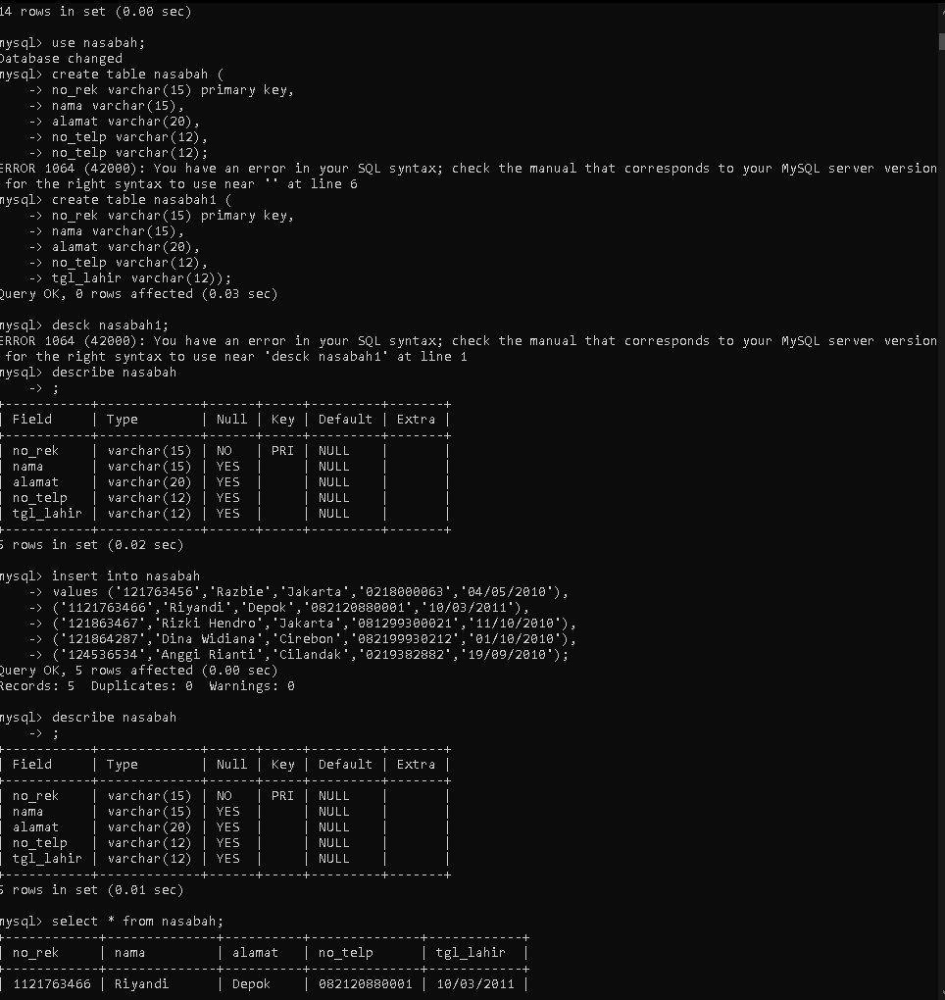 14 rows in set (0.00 sec)
mysql> use nasabah;
Database changed
mysql> create table nasabah (
    -> no_rek varchar(15) primary key,
    -> nama varchar(15),
    -> alamat varchar(20),
    -> no_telp varchar(12),
    -> no_telp varchar(12);
ERROR 1064 (42000): You have an error in your SQL syntax; check the manual that corresponds to your MySQL server version
 for the right syntax to use near '' at line 6
mysql> create table nasabah1 (
    -> no_rek varchar(15) primary key,
    -> nama varchar(15),
    -> alamat varchar(20),
    -> no_telp varchar(12),
    -> tgl_lahir varchar(12));
Query OK, 0 rows affected (0.03 sec)
mysql> desck nasabah1;
ERROR 1064 (42000): You have an error in your SQL syntax; check the manual that corresponds to your MySQL server version
 for the right syntax to use near 'desck nasabah1' at line 1
mysql> describe nasabah
    -> ;
+-----------+-------------+------+-----+---------+-------+
| Field     | Type        | Null | Key | Default | Extra |
+-----------+-------------+------+-----+---------+-------+
| no_rek    | varchar(15) | NO   | PRI | NULL    |       |
| nama      | varchar(15) | YES  |     | NULL    |       |
| alamat    | varchar(20) | YES  |     | NULL    |       |
| no_telp   | varchar(12) | YES  |     | NULL    |       |
| tgl_lahir | varchar(12) | YES  |     | NULL    |       |
+-----------+-------------+------+-----+---------+-------+
5 rows in set (0.02 sec)
mysql> insert into nasabah
    -> values ('121763456','Razbie','Jakarta','0218000063','04/05/2010'),
    -> ('1121763466','Riyandi','Depok','082120880001','10/03/2011'),
    -> ('121863467','Rizki Hendro','Jakarta','081299300021','11/10/2010'),
    -> ('121864287','Dina Widiana','Cirebon','082199930212','01/10/2010'),
    -> ('124536534','Anggi Rianti','Cilandak','0219382882','19/09/2010');
Query OK, 5 rows affected (0.00 sec)
Records: 5  Duplicates: 0  Warnings: 0
mysql> describe nasabah
    -> ;
+-----------+-------------+------+-----+---------+-------+
| Field     | Type        | Null | Key | Default | Extra |
+-----------+-------------+------+-----+---------+-------+
| no_rek    | varchar(15) | NO   | PRI | NULL    |       |
| nama      | varchar(15) | YES  |     | NULL    |       |
| alamat    | varchar(20) | YES  |     | NULL    |       |
| no_telp   | varchar(12) | YES  |     | NULL    |       |
| tgl_lahir | varchar(12) | YES  |     | NULL    |       |
+-----------+-------------+------+-----+---------+-------+
5 rows in set (0.01 sec)
mysql> select * from nasabah;
+------------+--------------+----------+--------------+------------+
| no_rek     | nama         | alamat   | no_telp      | tgl_lahir  |
+------------+--------------+----------+--------------+------------+
| 1121763466 | Riyandi      | Depok    | 082120880001 | 10/03/2011 |